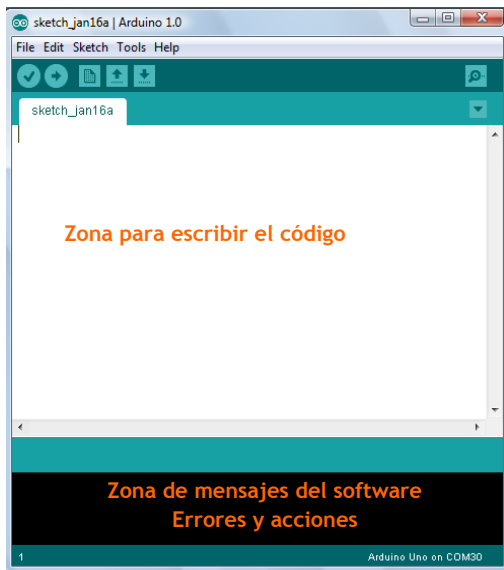 sketch_jan16a | Arduino 1.0
File Edit Sketch Tools Help
sketch_jan16a
Zona para escribir el código
Zona de mensajes del software
Errores y acciones
1 Arduino Uno on COM30